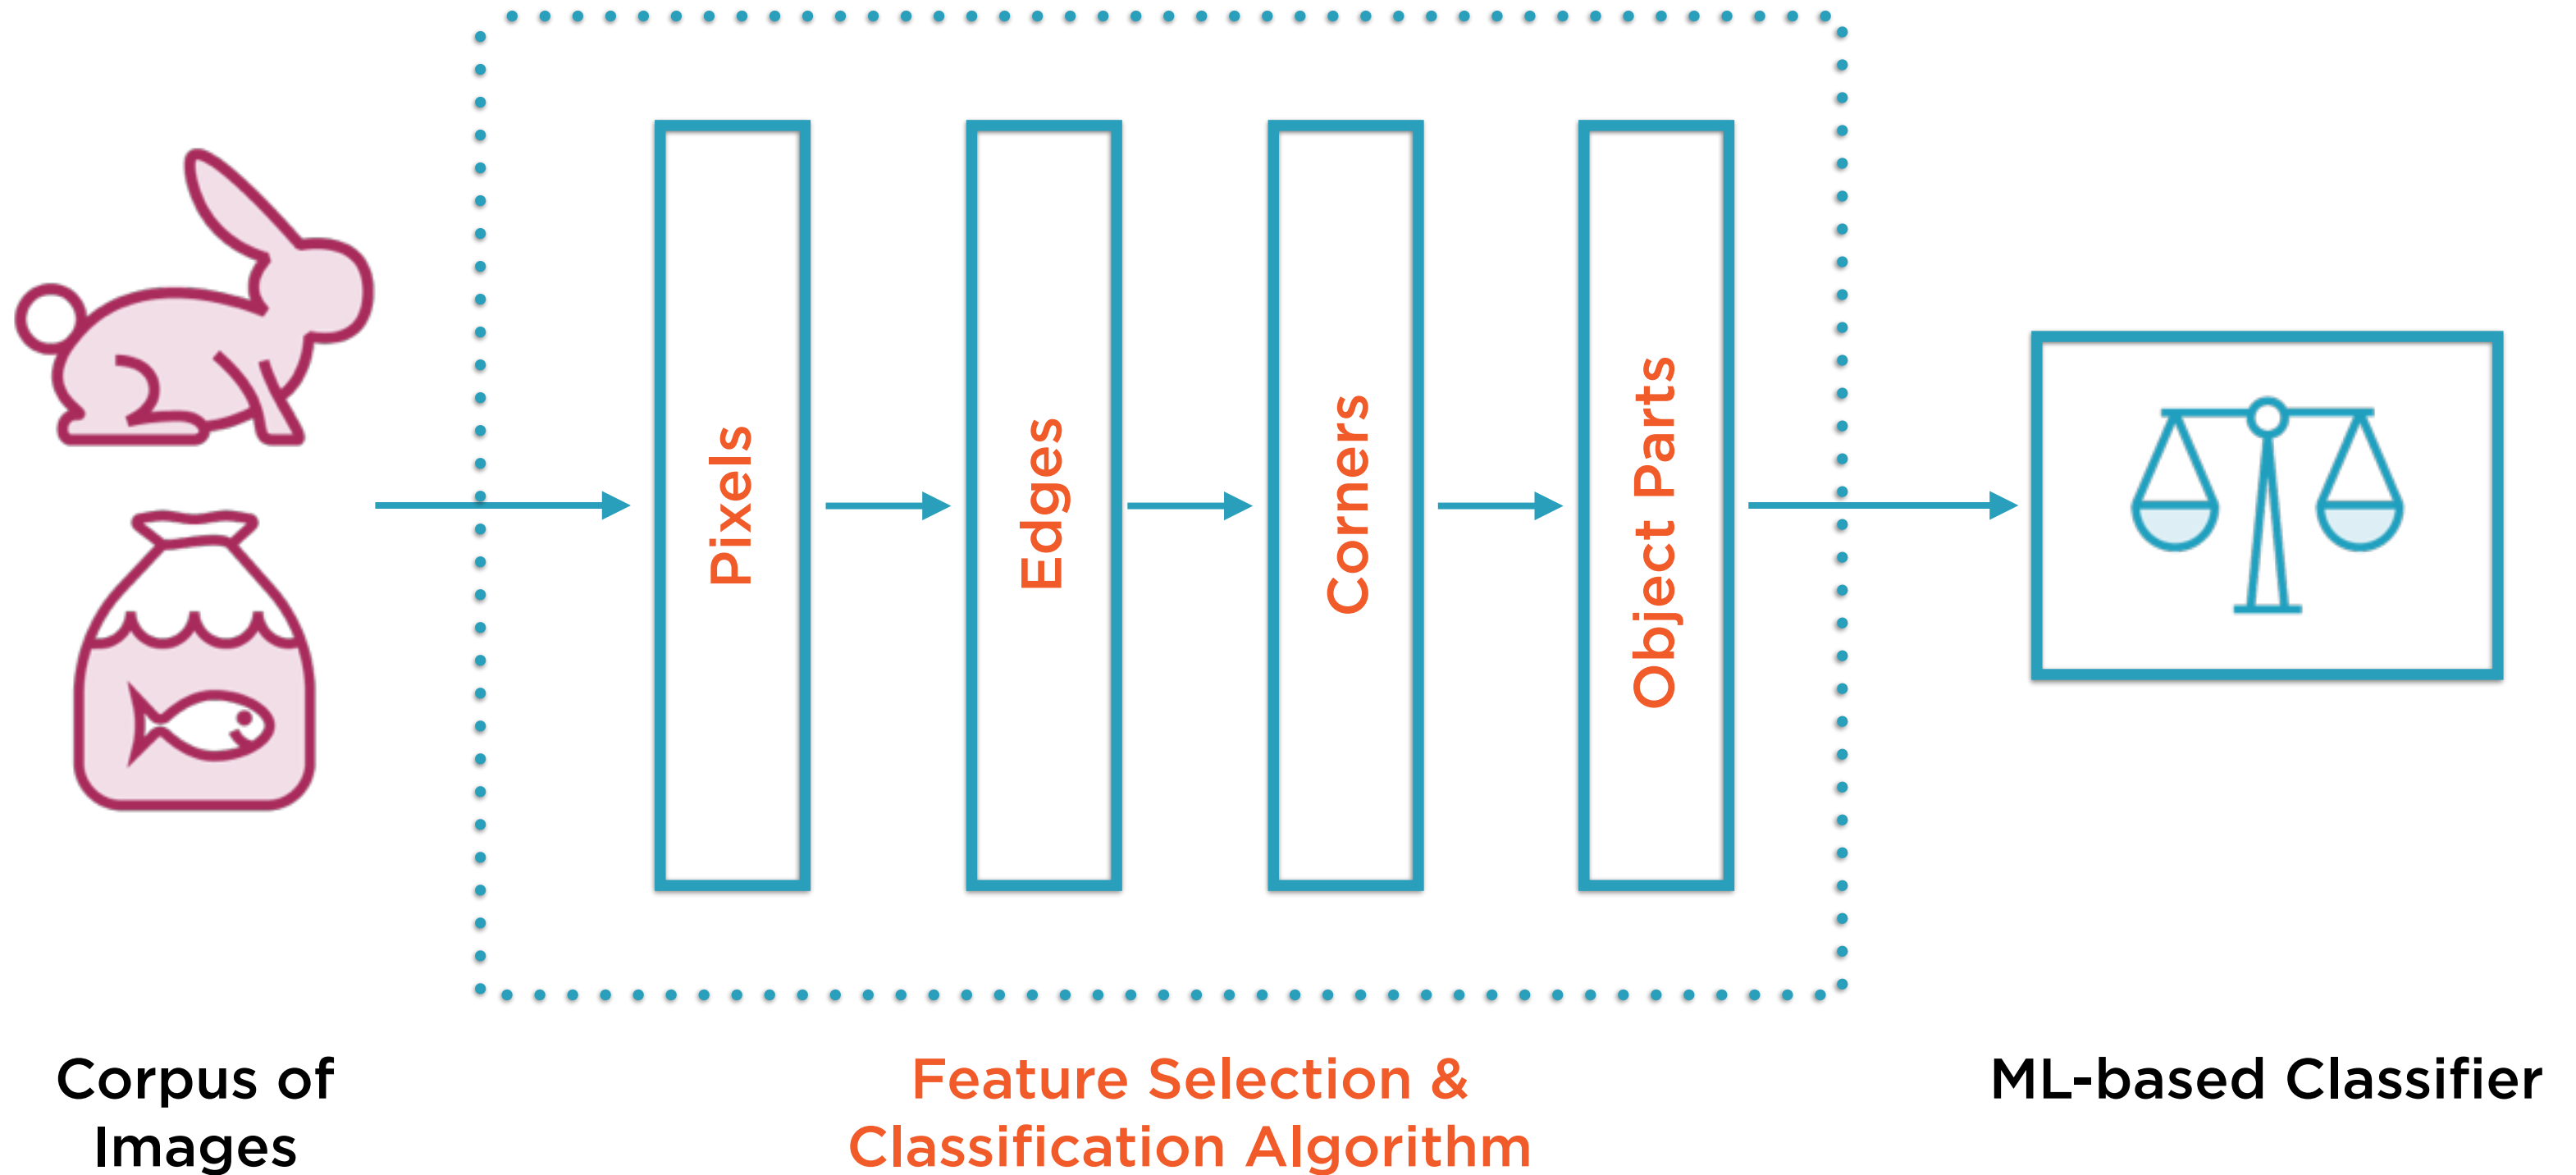 Pixels
Edges
Corners
Object Parts
Corpus of
Images
Feature Selection &
Classification Algorithm
ML-based Classifier